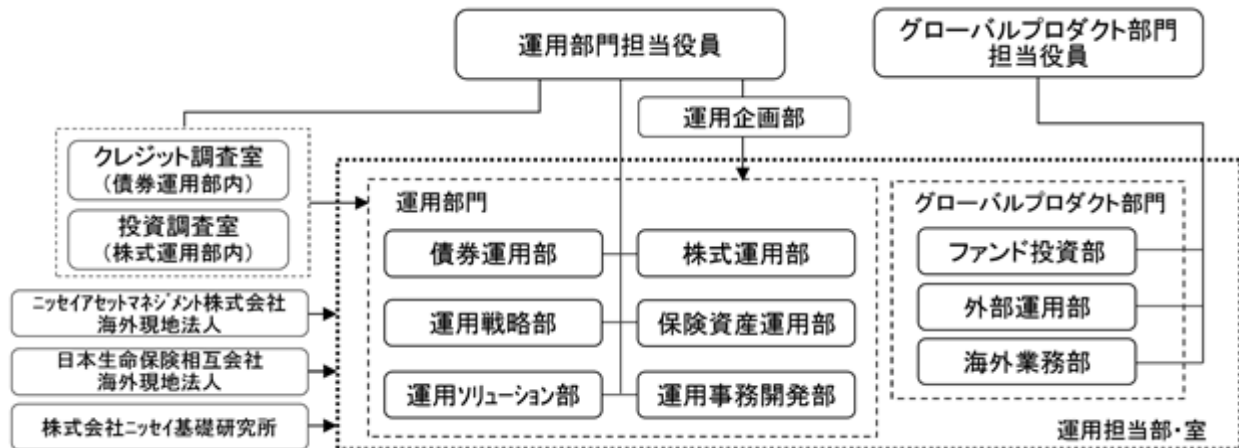 運用部門担当役員
グローバルプロダクト部門
担当役員
運用企画部
クレジット調査室
(債券運用部内)
投資調査室
(株式運用部内)
運用部門
債券運用部
株式運用部
運用戦略部
保険資産運用部
運用ソリューション部
運用事務開発部
グローバルプロダクト部門
ファンド投資部
外部運用部
海外業務部
ニッセイアセットマネジメント株式会社
海外現地法人
日本生命保険相互会社
海外現地法人
株式会社ニッセイ基礎研究所
運用担当部・室